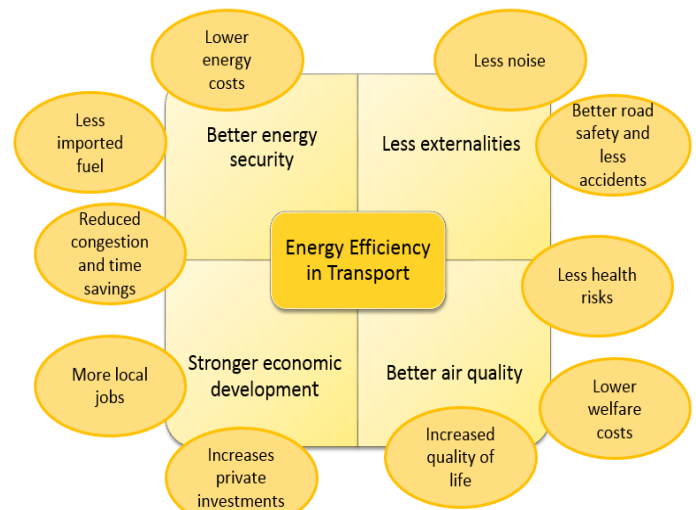 Lower
energy
costs
Less noise
Less
imported
fuel
Better energy
security
Less externalities
Better road
safety and
less
accidents
Reduced
congestion
and time
savings
Energy Efficiency
in Transport
Less health
risks
More local
jobs
Stronger economic
development
Better air quality
Lower
welfare
costs
Increases
private
investments
Increased
quality of
life